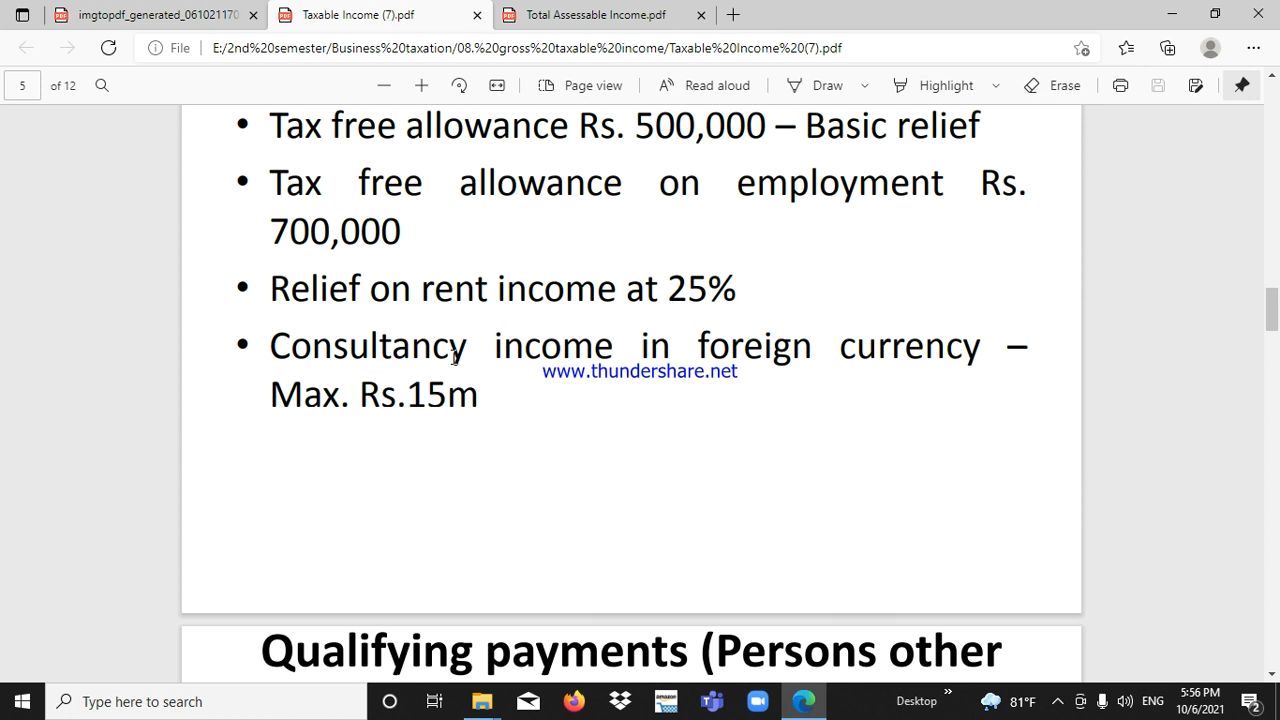 imgtopdf_generated_061021170
Taxable Income (7).pdf
Total Assessable Income.pdf
File
E:/2nd%20semester/Business%20taxation/08.%20gross%20taxable%20income/Taxable%20Income%20(7).pdf
5 of 12
Page view
Read aloud
Draw
Highlight
Erase
• Tax free allowance Rs. 500,000 – Basic relief
• Tax free allowance on employment Rs.
700,000
• Relief on rent income at 25%
• Consultancy income in foreign currency –
www.thundershare.net
Max. Rs.15m
Qualifying payments (Persons other
Type here to search
amazon
Desktop
81°F
ENG
5:56 PM
10/6/2021
2